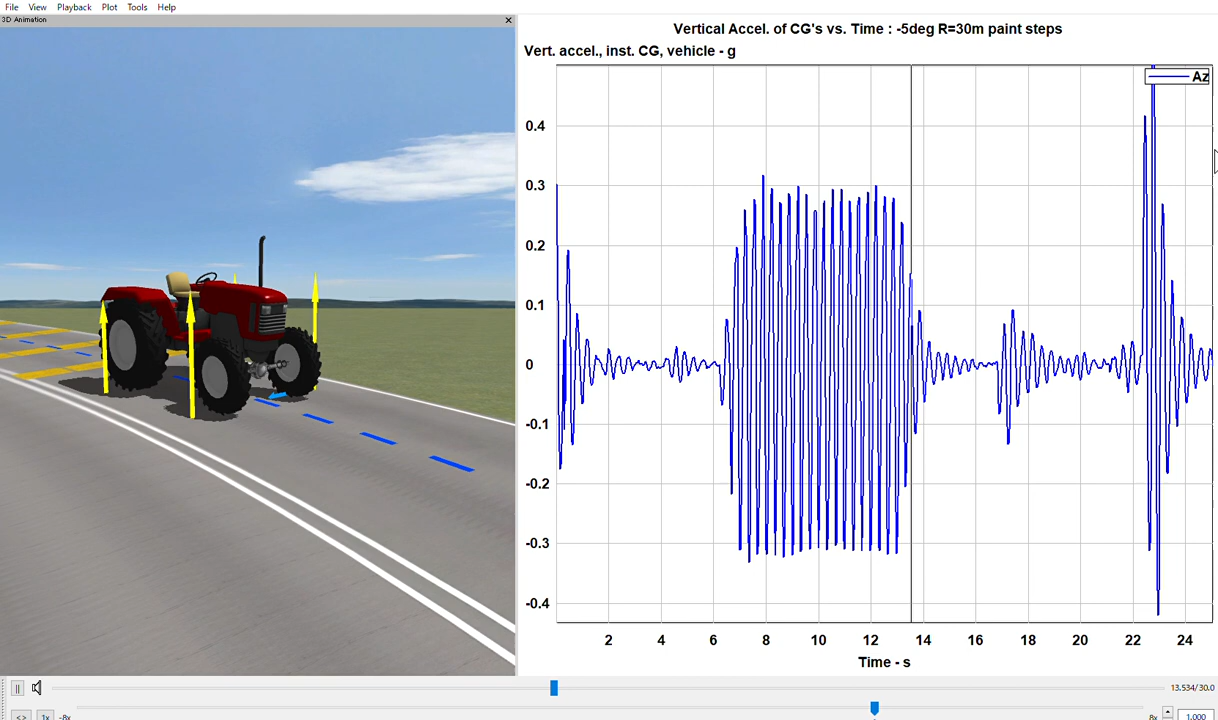 File View Playback Plot Tools Help
3D Animation
Vertical Accel. of CG's vs. Time : -5deg R=30m paint steps
Vert. accel., inst. CG, vehicle - g
Az
0.4
0.3
0.2
0.1
0
-0.1
-0.2
-0.3
-0.4
2 4 6 8 10 12 14 16 18 20 22 24
Time - s
13.534/30.0
<> 1x -8x 8x 1.000